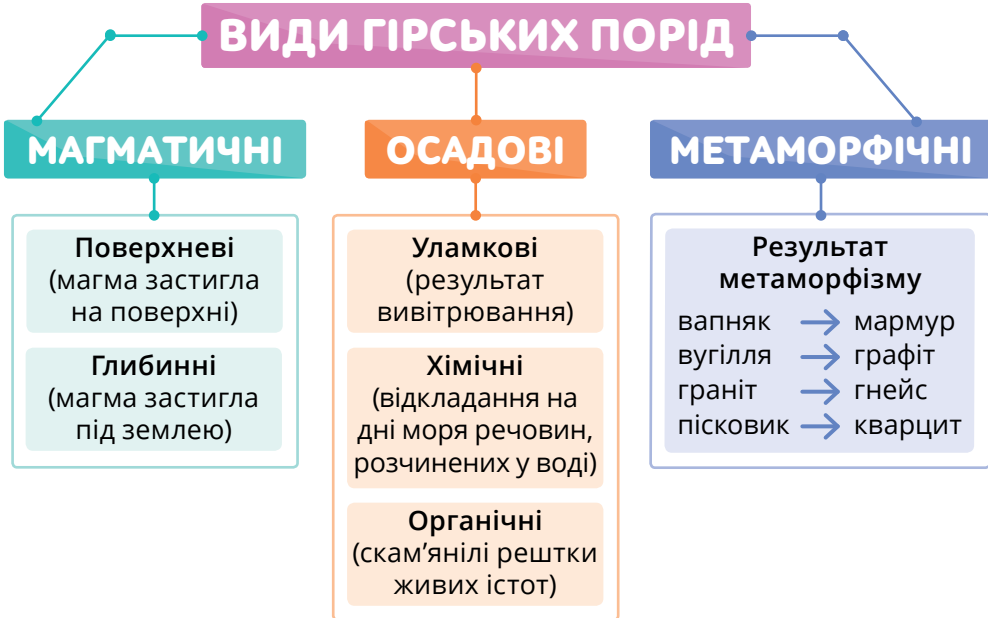 ВИДИ ГІРСЬКИХ ПОРІД
МАГМАТИЧНІ
Поверхневі
(магма застигла
на поверхні)
Глибинні
(магма застигла
під землею)
ОСАДОВІ
Уламкові
(результат
вивітрювання)
Хімічні
(відкладання на
дні моря речовин,
розчинених у воді)
Органічні
(скам’янілі рештки
живих істот)
МЕТАМОРФІЧНІ
Результат
метаморфізму
вапняк → мармур
вугілля → графіт
граніт → гнейс
пісковик → кварцит